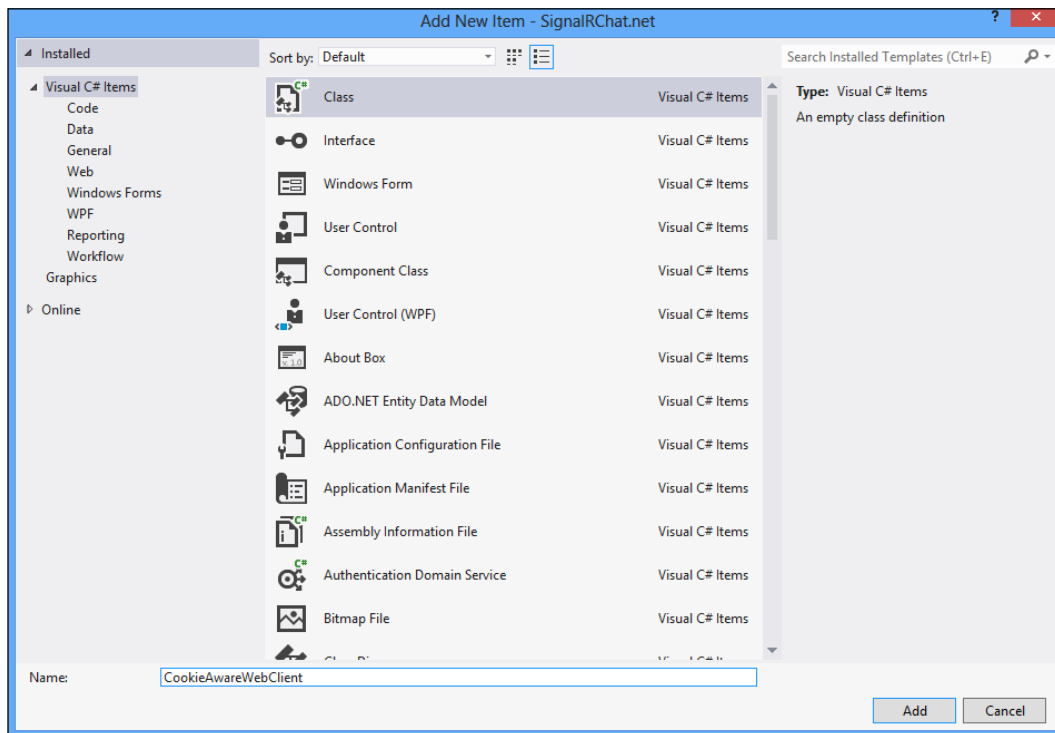 Add New Item - SignalRChat.net
?
Installed
Sort by: Default
Search Installed Templates (Ctrl+E)
Visual C# Items
Code
Data
General
Web
Windows Forms
WPF
Reporting
Workflow
Graphics
Online
C#
Class Visual C# Items
Interface Visual C# Items
Windows Form Visual C# Items
User Control Visual C# Items
Component Class Visual C# Items
User Control (WPF) Visual C# Items
About Box Visual C# Items
ADO.NET Entity Data Model Visual C# Items
Application Configuration File Visual C# Items
Application Manifest File Visual C# Items
C#
Assembly Information File Visual C# Items
C#
Authentication Domain Service Visual C# Items
Bitmap File Visual C# Items
Type: Visual C# Items
An empty class definition
Name: CookieAwareWebClient
Add Cancel